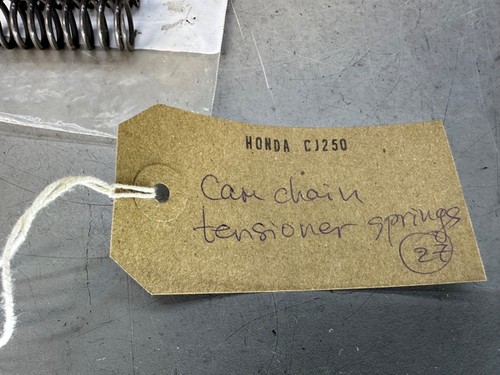 HONDA CJ250
Cam chain
tensioner springs
27